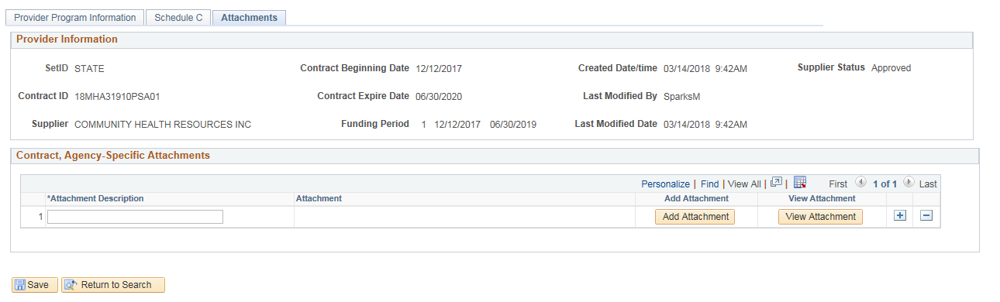 Provider Program Information Schedule C Attachments
Provider Information
SetID STATE Contract Beginning Date 12/12/2017 Created Date/time 03/14/2018 9:42AM Supplier Status Approved
Contract ID 18MHA31910PSA01 Contract Expire Date 06/30/2020 Last Modified By SparksM
Supplier COMMUNITY HEALTH RESOURCES INC Funding Period 1 12/12/2017 06/30/2019 Last Modified Date 03/14/2018 9:42AM
Contract, Agency-Specific Attachments
Personalize | Find | View All | | First 1 of 1 Last
*Attachment Description Attachment Add Attachment View Attachment
1 Add Attachment View Attachment
Save Return to Search